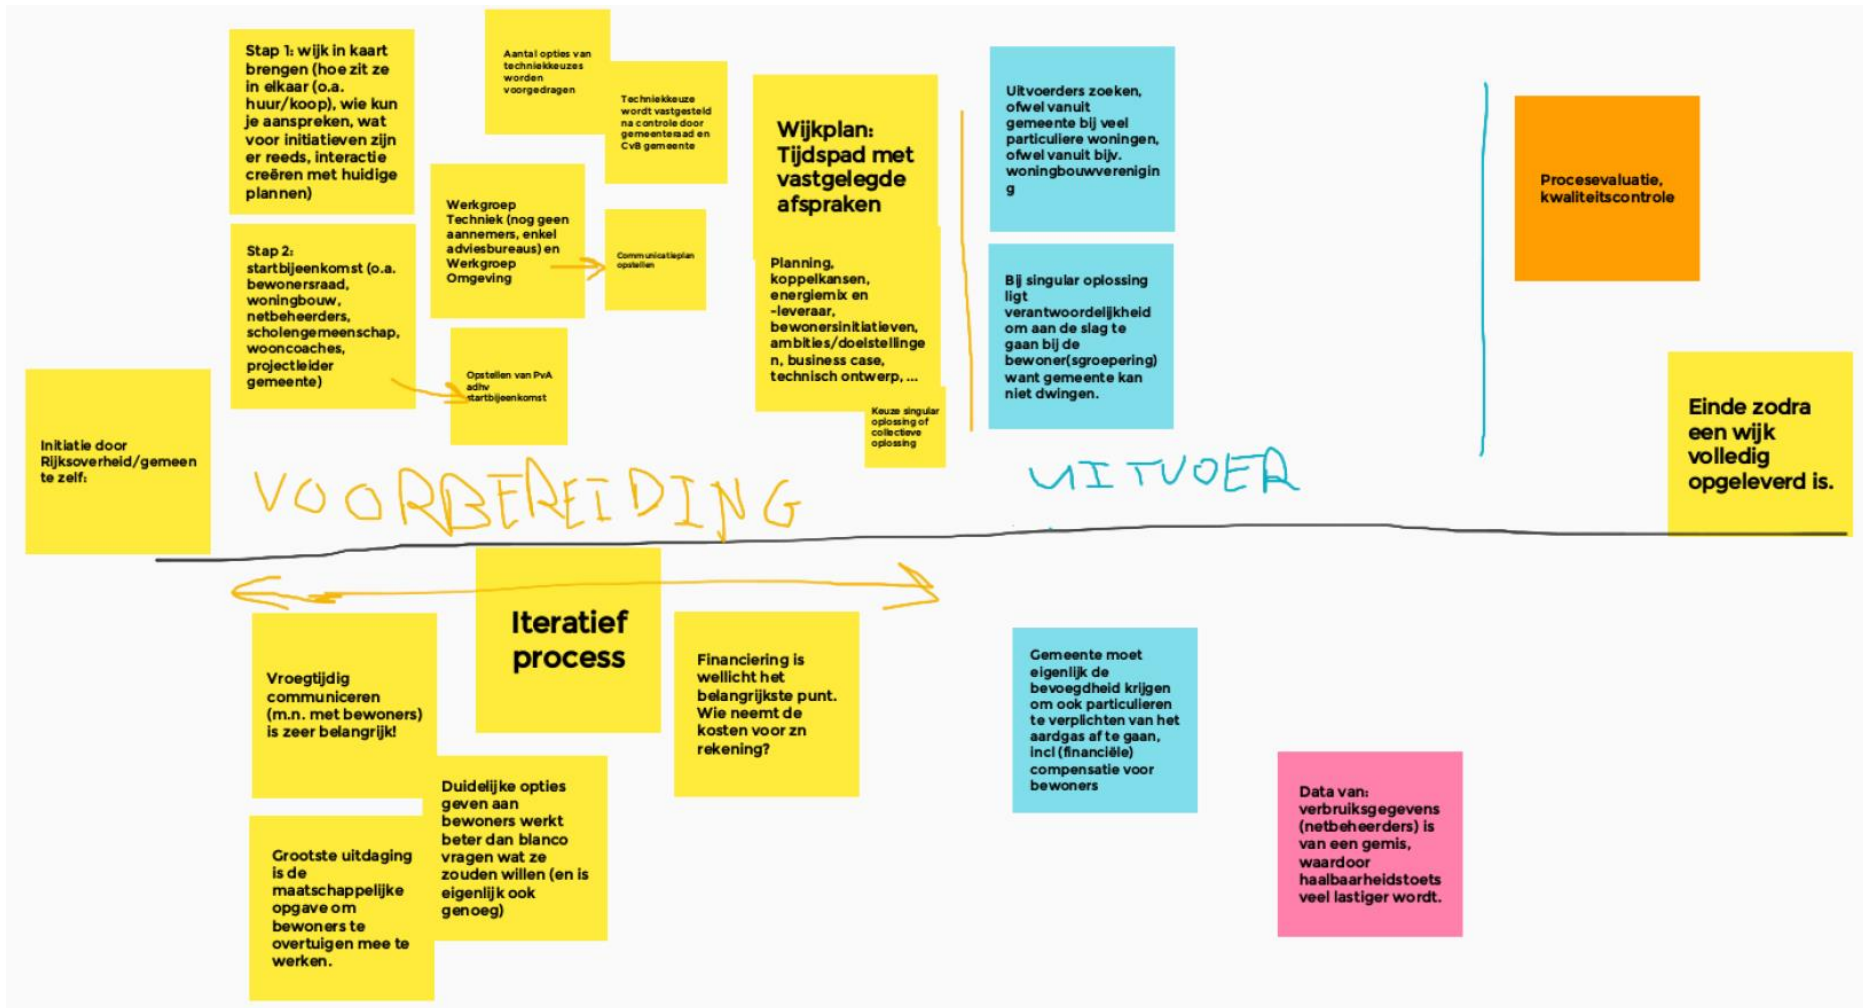 Stap 1: wijk in kaart
brengen (hoe zit ze
in elkaar (o.a.
huur/koop), wie kun
je aanspreken, wat
voor initiatieven zijn
er reeds, interactie
creëren met huidige
plannen)
Stap 2:
startbijeenkomst (o.a.
bewonersraad,
woningbouw,
netbeheerders,
scholengemeenschap,
wooncoaches,
projectleider
gemeente)
Initiatie door
Rijksoverheid/gemeen
te zelf:
Aantal opties van
techniekkeuzes
worden
voorgedragen
Techniekkeuze
wordt vastgesteld
na controle door
gemeenteraad en
CvB gemeente
Werkgroep
Techniek (nog geen
aannemers, enkel
adviesbureaus) en
Werkgroep
Omgeving
Communicatieplan
opstellen
Opstellen van PvA
adhv
startbijeenkomst
Wijkplan:
Tijdspad met
vastgelegde
afspraken
Planning,
koppelkansen,
energiemix en
-leveraar,
bewonersinitiatieven,
ambities/doelstellinge
n, business case,
technisch ontwerp, ...
Keuze singular
oplossing of
collectieve
oplossing
VOORBEREIDING
Uitvoerders zoeken,
ofwel vanuit
gemeente bij veel
particuliere woningen,
ofwel vanuit bijv.
woningbouwverenigin
g
Bij singular oplossing
ligt
verantwoordelijkheid
om aan de slag te
gaan bij de
bewoner(sgroepering)
want gemeente kan
niet dwingen.
UITVOER
Procesevaluatie,
kwaliteitscontrole
Einde zodra
een wijk
volledig
opgeleverd is.
Iteratief
process
Vroegtijdig
communiceren
(m.n. met bewoners)
is zeer belangrijk!
Grootste uitdaging
is de
maatschappelijke
opgave om
bewoners te
overtuigen mee te
werken.
Duidelijke opties
geven aan
bewoners werkt
beter dan blanco
vragen wat ze
zouden willen (en is
eigenlijk ook
genoeg)
Financiering is
wellicht het
belangrijkste punt.
Wie neemt de
kosten voor zn
rekening?
Gemeente moet
eigenlijk de
bevoegdheid krijgen
om ook particulieren
te verplichten van het
aardgas af te gaan,
incl (financiële)
compensatie voor
bewoners
Data van:
verbruiksgegevens
(netbeheerders) is
van een gemis,
waardoor
haalbaarheidstoets
veel lastiger wordt.